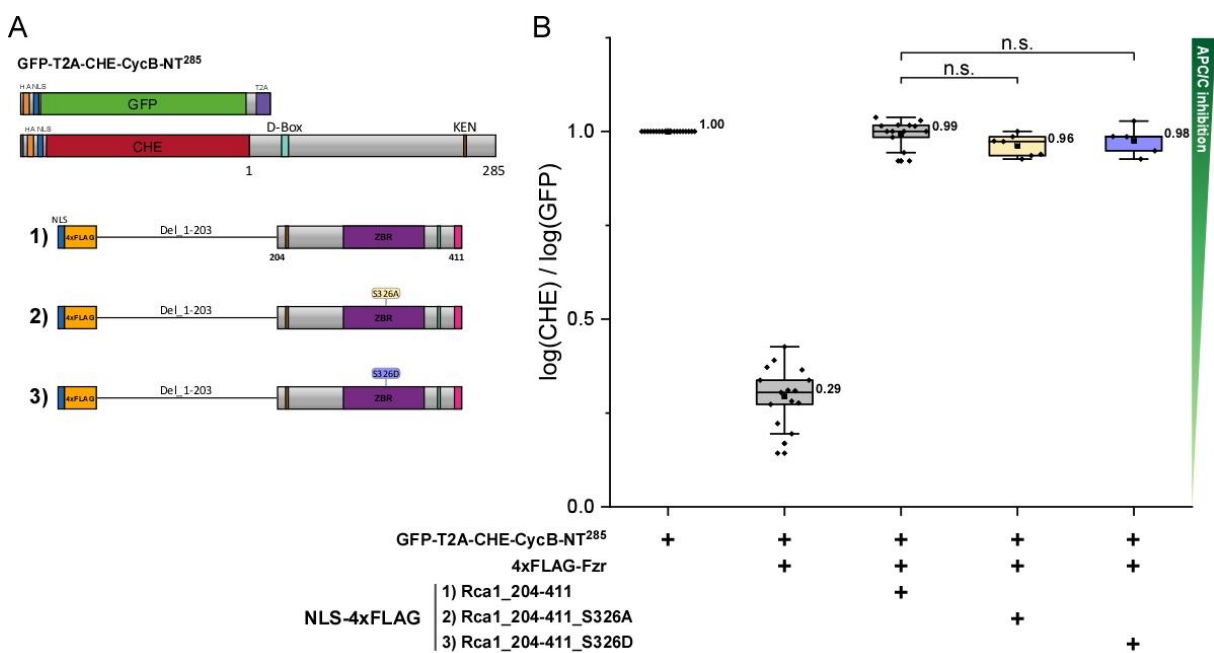 A
GFP-T2A-CHE-CycB-NT285
HA NLS
T2A
GFP
HA NLS
D-Box
KEN
CHE
1
285
NLS
1)
4xFLAG
Del_1-203
ZBR
204
411
S326A
2)
4xFLAG
Del_1-203
ZBR
S326D
3)
4xFLAG
Del_1-203
ZBR
B
log(CHE) / log(GFP)
1.0
0.5
0.0
1.00
0.29
0.99
0.96
0.98
n.s.
n.s.
APC/C inhibition
GFP-T2A-CHE-CycB-NT285 + + + + +
4xFLAG-Fzr + + + +
NLS-4xFLAG
1) Rca1_204-411 +
2) Rca1_204-411_S326A +
3) Rca1_204-411_S326D +